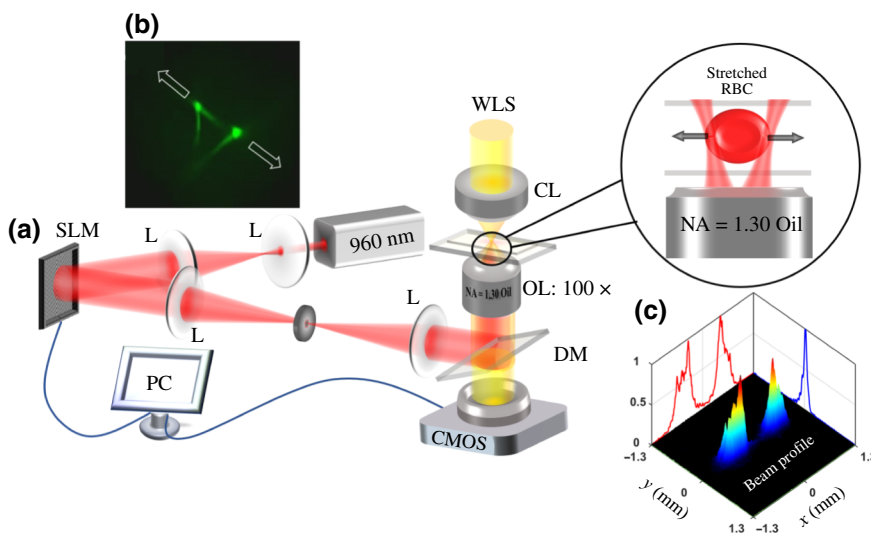 (b)
WLS
Stretched
RBC
CL
NA = 1.30 Oil
(a)
SLM
L
L
960 nm
NA = 1.30 Oil
OL: 100 ×
L
L
DM
PC
CMOS
(c)
1
0.5
0
−1.3
0
1.3
−1.3
0
1.3
y (mm)
x (mm)
Beam profile